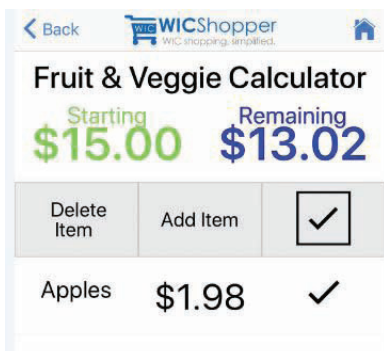 Back
WIC WICShopper
WIC shopping, simplified.
Fruit & Veggie Calculator
Starting Remaining
$15.00 $13.02
Delete Item Add Item
Apples $1.98